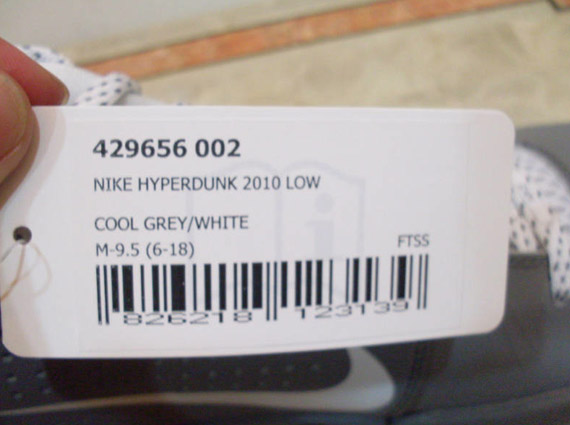 429656 002
NIKE HYPERDUNK 2010 LOW
COOL GREY/WHITE
M-9.5 (6-18)
FTSS
826218 123139